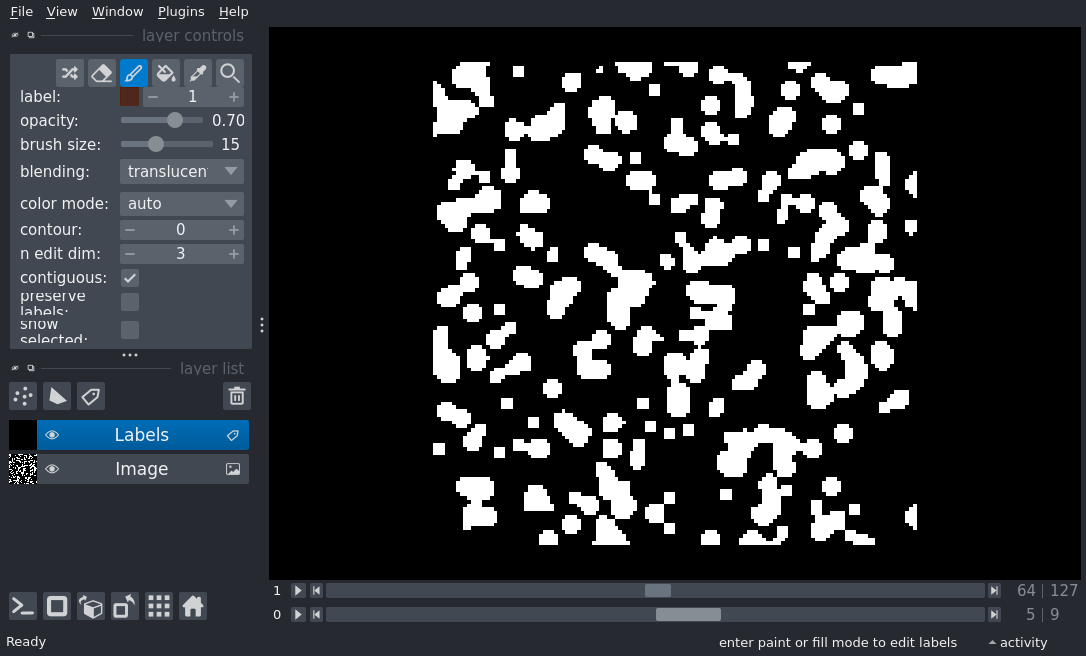 File View Window Plugins Help
layer controls
label: 1
opacity: 0.70
brush size: 15
blending: translucen
color mode: auto
contour: 0
n edit dim: 3
contiguous:
preserve
labels:
show
selected:
layer list
Labels
Image
1 64 127
0 5 9
Ready enter paint or fill mode to edit labels activity